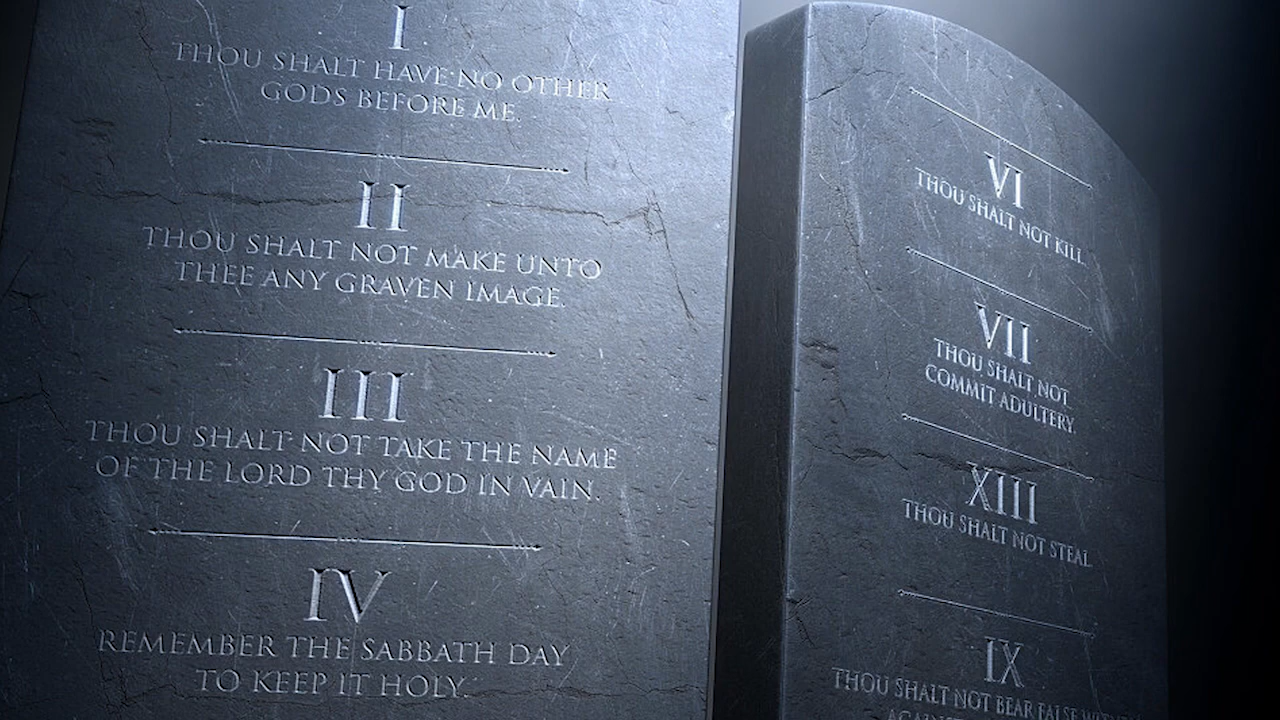 I
THOU SHALT HAVE NO OTHER
GODS BEFORE ME.
II
THOU SHALT NOT MAKE UNTO
THEE ANY GRAVEN IMAGE.
III
THOU SHALT NOT TAKE THE NAME
OF THE LORD THY GOD IN VAIN.
IV
REMEMBER THE SABBATH DAY
TO KEEP IT HOLY.
VI
THOU SHALT NOT KILL.
VII
THOU SHALT NOT
COMMIT ADULTERY.
XIII
THOU SHALT NOT STEAL
IX
THOU SHALT NOT BEAR FALSE